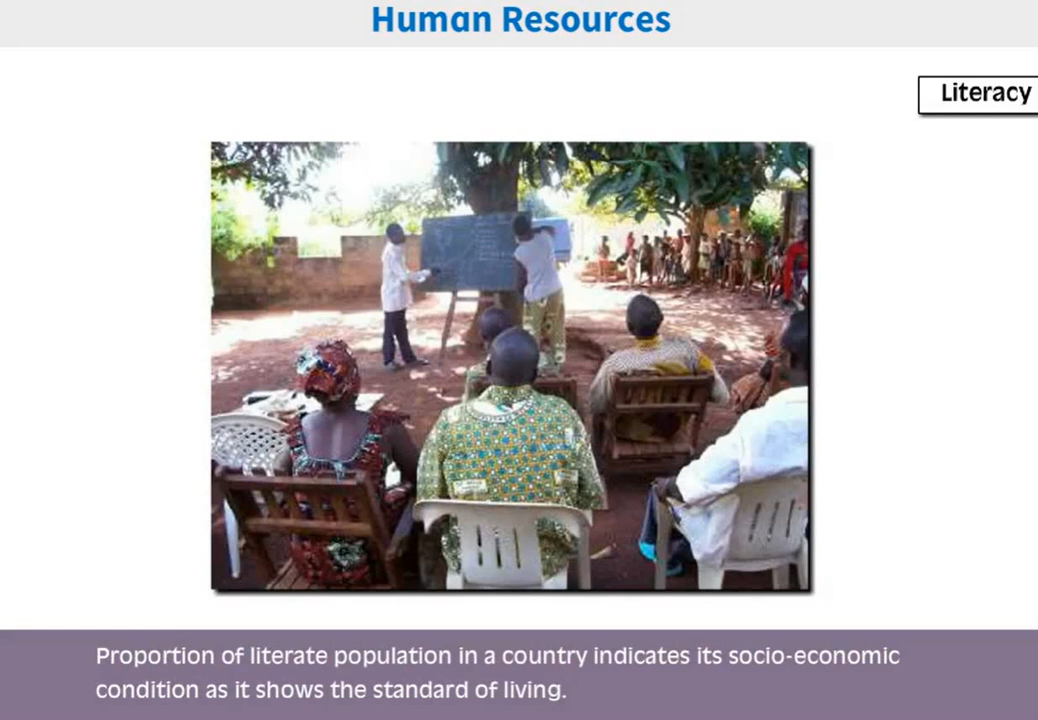 Human Resources
Literacy
Proportion of literate population in a country indicates its socio-economic
condition as it shows the standard of living.